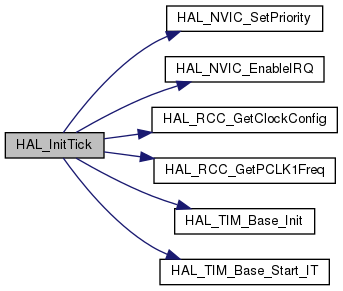 HAL_NVIC_SetPriority
HAL_NVIC_EnableIRQ
HAL_RCC_GetClockConfig
HAL_InitTick
HAL_RCC_GetPCLK1Freq
HAL_TIM_Base_Init
HAL_TIM_Base_Start_IT